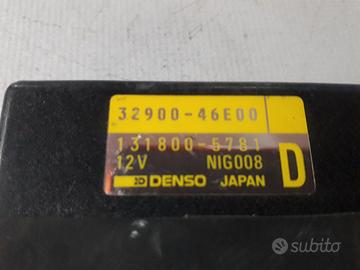 32900-46E00
131800-5781
12V NIG008
DENSO JAPAN D
subito